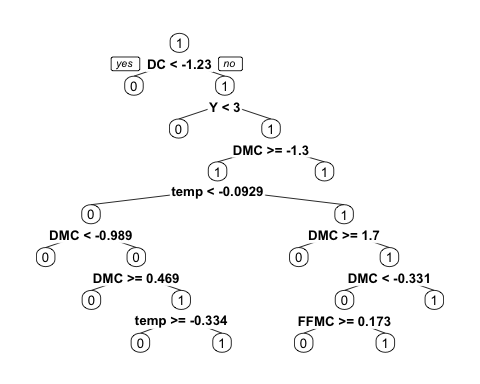 1
yes DC < -1.23 no
0 1
Y < 3
0 1
DMC >= -1.3
1 1
temp < -0.0929
0 1
DMC < -0.989 DMC >= 1.7
0 0 0 1
DMC >= 0.469 DMC < -0.331
0 1 0 1
temp >= -0.334 FFMC >= 0.173
0 1 0 1